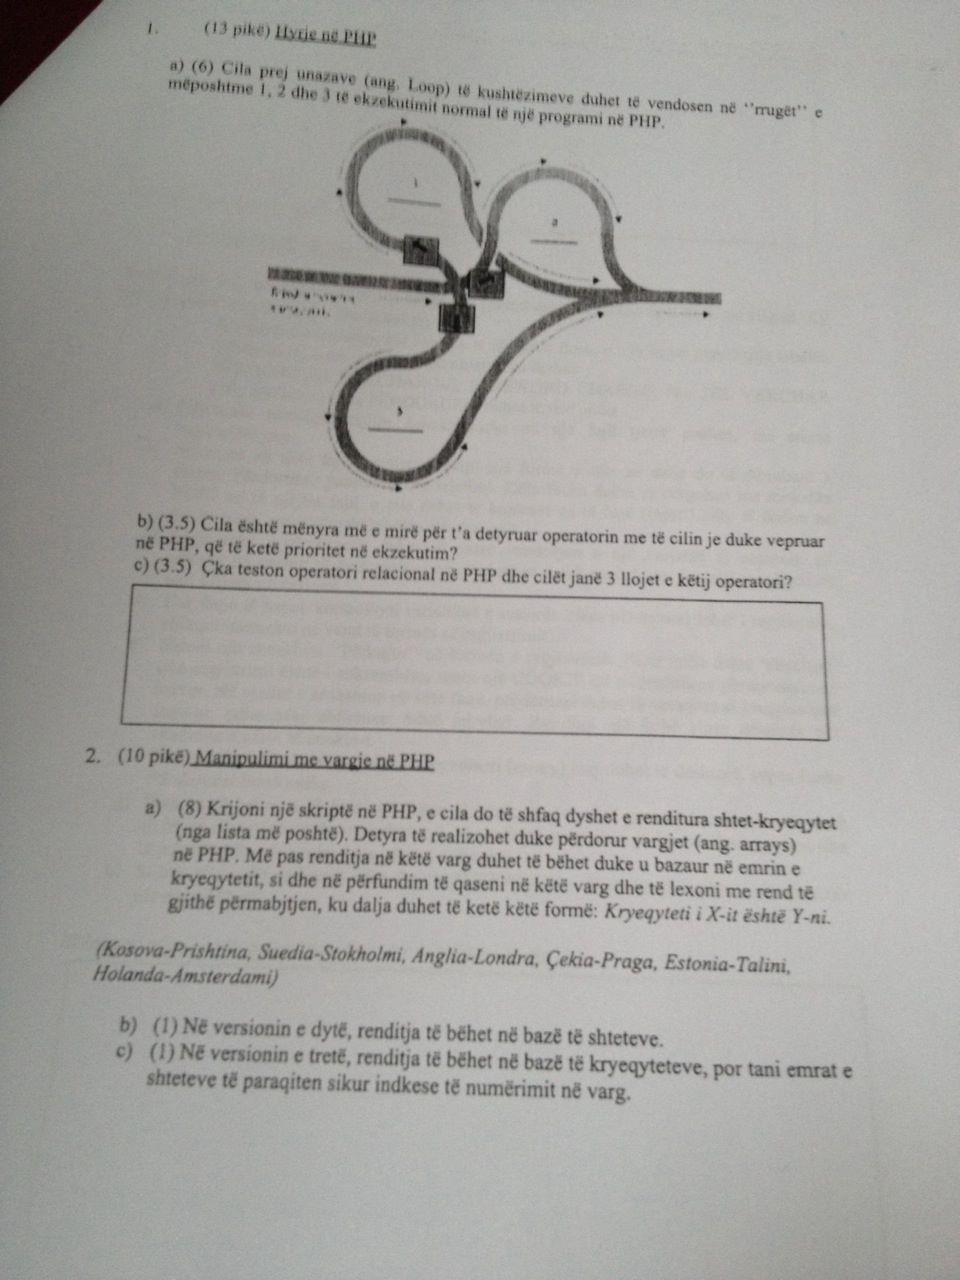 1. (13 pikë) Hyrje në PHP
a) (6) Cila prej unazave (ang. Loop) të kushtëzimeve duhet të vendosen në ‘’rrugët’’ e
mëposhtme 1, 2 dhe 3 të ekzekutimit normal të një programi në PHP.
1
2
3
b) (3.5) Cila është mënyra më e mirë për t’a detyruar operatorin me të cilin je duke vepruar
në PHP, që të ketë prioritet në ekzekutim?
c) (3.5) Çka teston operatori relacional në PHP dhe cilët janë 3 llojet e këtij operatori?
2. (10 pikë) Manipulimi me vargje në PHP
a) (8) Krijoni një skriptë në PHP, e cila do të shfaq dyshet e renditura shtet-kryeqytet
(nga lista më poshtë). Detyra të realizohet duke përdorur vargjet (ang. arrays)
në PHP. Më pas renditja në këtë varg duhet të bëhet duke u bazuar në emrin e
kryeqytetit, si dhe në përfundim të qaseni në këtë varg dhe të lexoni me rend të
gjithë përmabjtjen, ku dalja duhet të ketë këtë formë: Kryeqyteti i X-it është Y-ni.
(Kosova-Prishtina, Suedia-Stokholmi, Anglia-Londra, Çekia-Praga, Estonia-Talini,
Holanda-Amsterdami)
b) (1) Në versionin e dytë, renditja të bëhet në bazë të shteteve.
c) (1) Në versionin e tretë, renditja të bëhet në bazë të kryeqyteteve, por tani emrat e
shteteve të paraqiten sikur indkese të numërimit në varg.